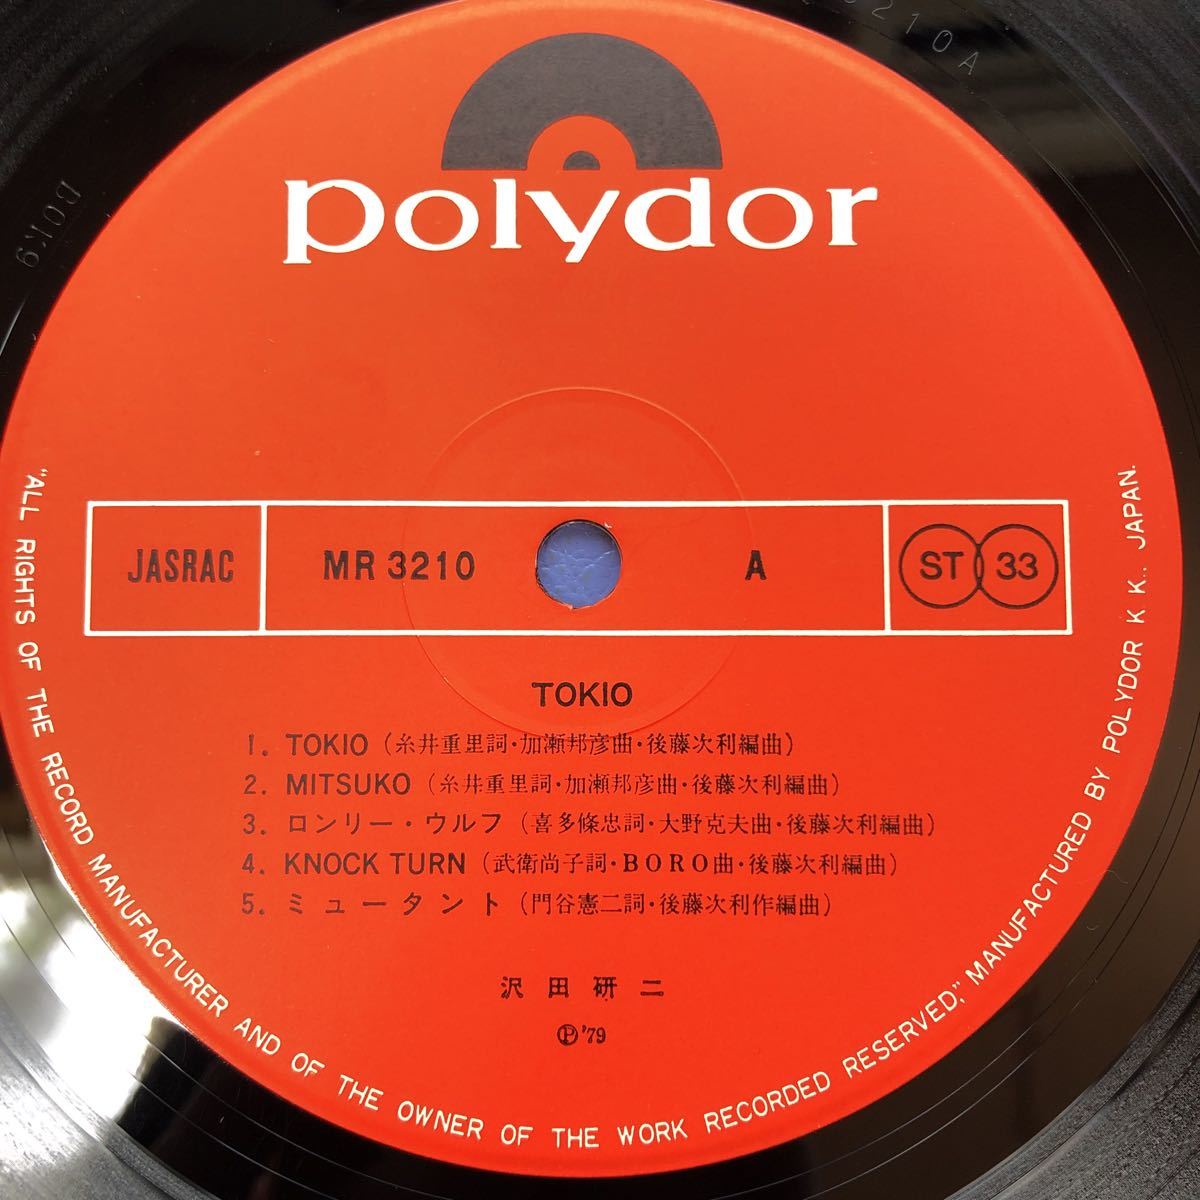 3210A
D0K9
polydor
JASRAC MR 3210 A ST 33
TOKIO
1. TOKIO (糸井重里詞・加瀬邦彦曲・後藤次利編曲)
2. MITSUKO (糸井重里詞・加瀬邦彦曲・後藤次利編曲)
3. ロンリー・ウルフ (喜多條忠詞・大野克夫曲・後藤次利編曲)
4. KNOCK TURN (武衛尚子詞・BORO曲・後藤次利編曲)
5. ミュータント (門谷憲二詞・後藤次利作編曲)
沢田研二
Ⓟ'79
"ALL RIGHTS OF THE RECORD MANUFACTURER AND OF THE OWNER OF THE WORK RECORDED RESERVED," MANUFACTURED BY POLYDOR K K., JAPAN.